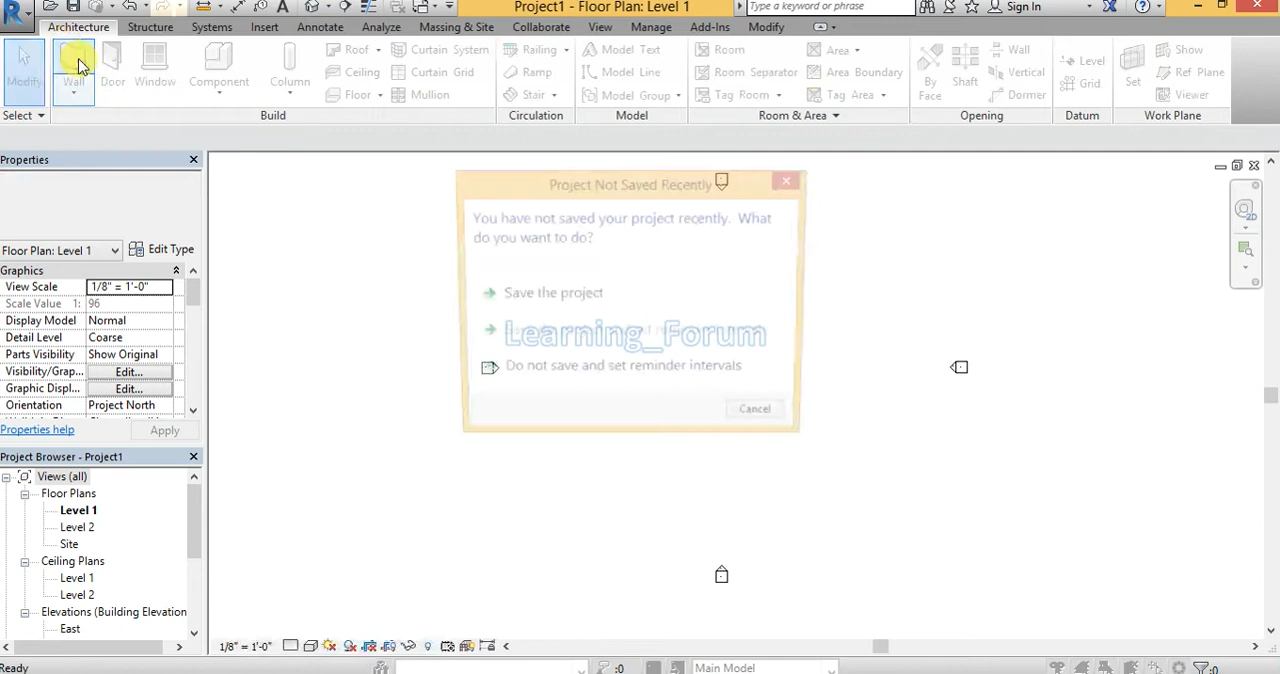 Project1 - Floor Plan: Level 1
Type a keyword or phrase
Sign In
Architecture Structure Systems Insert Annotate Analyze Massing & Site Collaborate View Manage Add-Ins Modify
Modify Wall Door Window Component Column
Roof Curtain System
Ceiling Curtain Grid
Floor Mullion
Railing
Ramp
Stair
Model Text
Model Line
Model Group
Room Area
Room Separator Area Boundary
Tag Room Tag Area
By Face Shaft
Wall
Vertical
Dormer
Level
Grid
Set
Show
Ref Plane
Viewer
Select Build Circulation Model Room & Area Opening Datum Work Plane
Properties
Floor Plan: Level 1 Edit Type
Graphics
View Scale 1/8" = 1'-0"
Scale Value 1: 96
Display Model Normal
Detail Level Coarse
Parts Visibility Show Original
Visibility/Grap... Edit...
Graphic Displ... Edit...
Orientation Project North
Properties help Apply
Project Browser - Project1
Views (all)
Floor Plans
Level 1
Level 2
Site
Ceiling Plans
Level 1
Level 2
Elevations (Building Elevation
East
Project Not Saved Recently
You have not saved your project recently. What
do you want to do?
Save the project
Learning_Forum
Do not save and set reminder intervals
Cancel
2D
1/8" = 1'-0"
Ready
:0
Main Model
:0